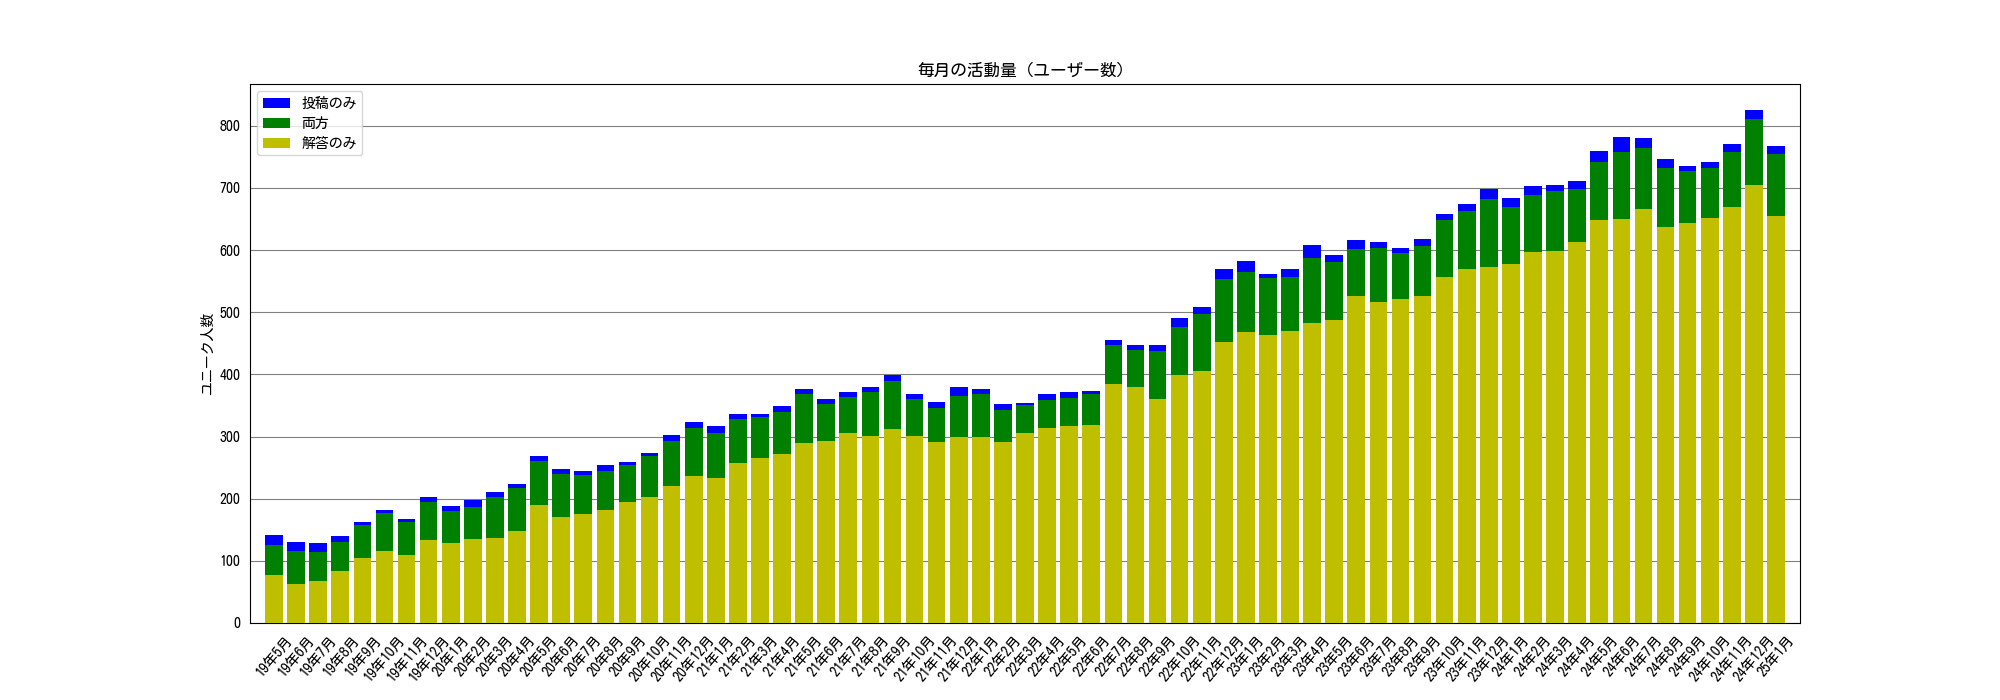 毎月の活動量（ユーザー数）
投稿のみ
両方
解答のみ
ユニーク人数
800
700
600
500
400
300
200
100
0
19年5月
19年6月
19年7月
19年8月
19年9月
19年10月
19年11月
19年12月
20年1月
20年2月
20年3月
20年4月
20年5月
20年6月
20年7月
20年8月
20年9月
20年10月
20年11月
20年12月
21年1月
21年2月
21年3月
21年4月
21年5月
21年6月
21年7月
21年8月
21年9月
21年10月
21年11月
21年12月
22年1月
22年2月
22年3月
22年4月
22年5月
22年6月
22年7月
22年8月
22年9月
22年10月
22年11月
22年12月
23年1月
23年2月
23年3月
23年4月
23年5月
23年6月
23年7月
23年8月
23年9月
23年10月
23年11月
23年12月
24年1月
24年2月
24年3月
24年4月
24年5月
24年6月
24年7月
24年8月
24年9月
24年10月
24年11月
24年12月
25年1月